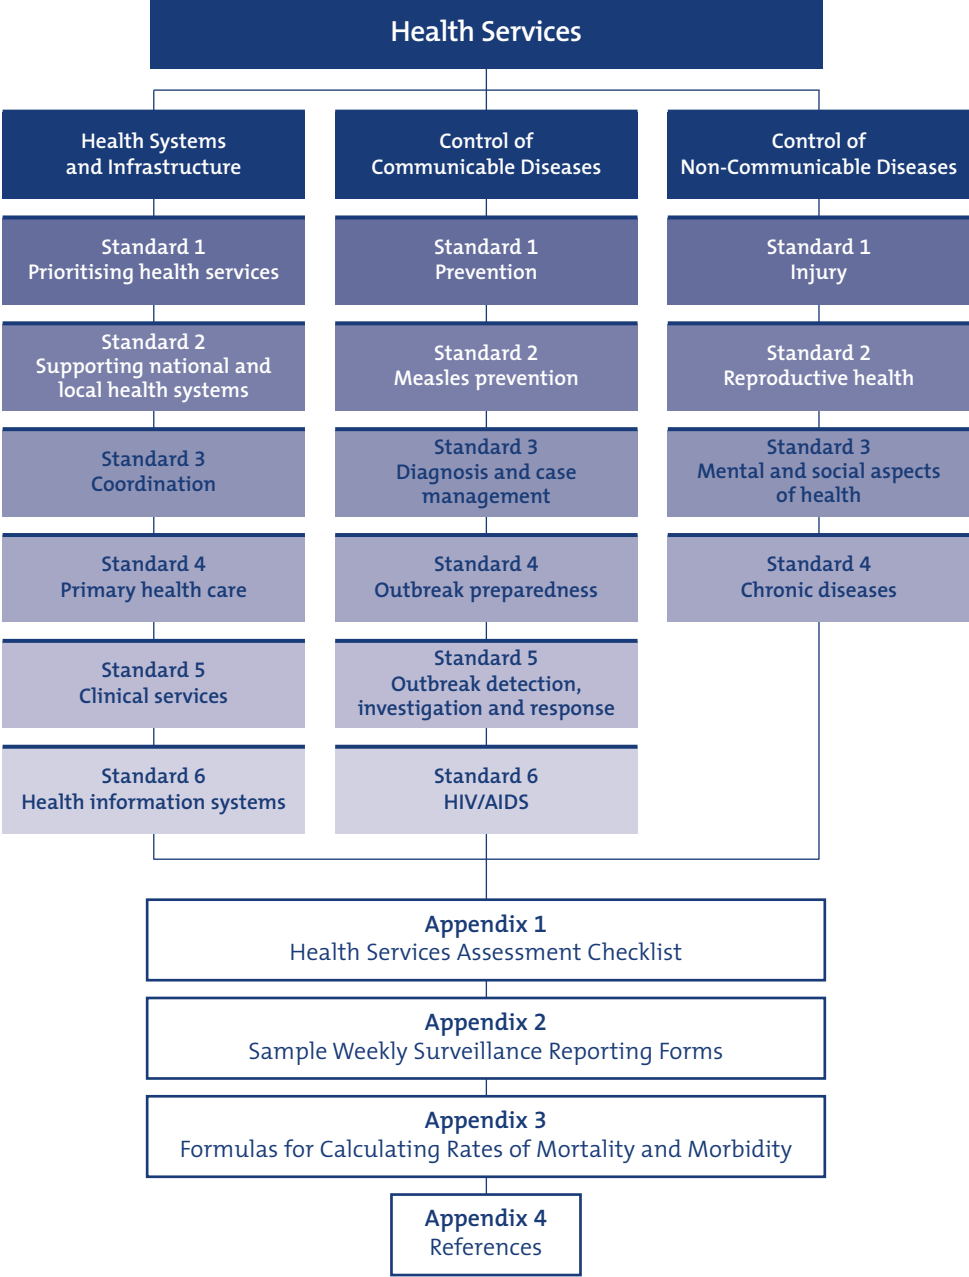 Health Services
Health Systems
and Infrastructure
Standard 1
Prioritising health services
Standard 2
Supporting national and
local health systems
Standard 3
Coordination
Standard 4
Primary health care
Standard 5
Clinical services
Standard 6
Health information systems
Control of
Communicable Diseases
Standard 1
Prevention
Standard 2
Measles prevention
Standard 3
Diagnosis and case
management
Standard 4
Outbreak preparedness
Standard 5
Outbreak detection,
investigation and response
Standard 6
HIV/AIDS
Control of
Non-Communicable Diseases
Standard 1
Injury
Standard 2
Reproductive health
Standard 3
Mental and social aspects
of health
Standard 4
Chronic diseases
Appendix 1
Health Services Assessment Checklist
Appendix 2
Sample Weekly Surveillance Reporting Forms
Appendix 3
Formulas for Calculating Rates of Mortality and Morbidity
Appendix 4
References